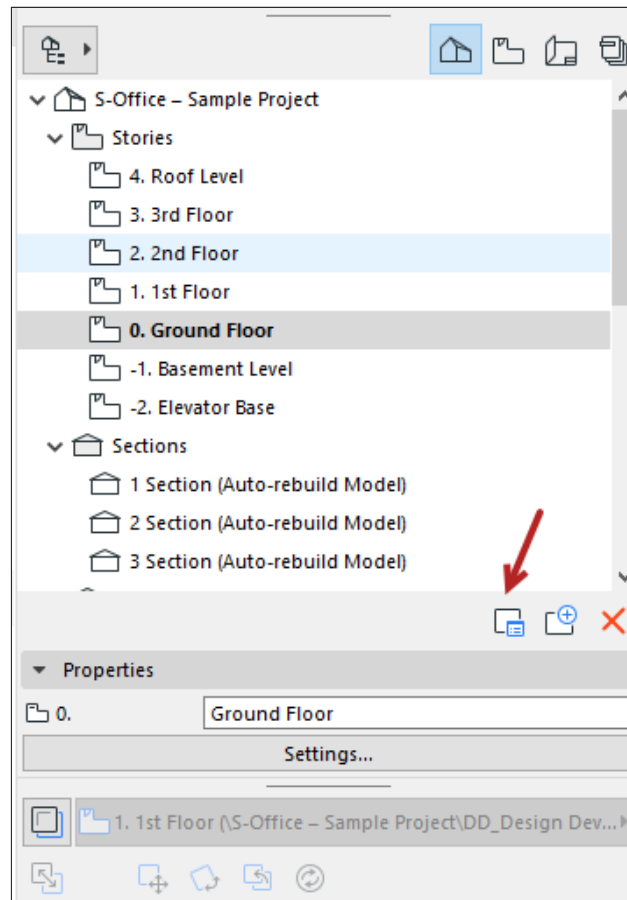 S-Office – Sample Project
Stories
4. Roof Level
3. 3rd Floor
2. 2nd Floor
1. 1st Floor
0. Ground Floor
-1. Basement Level
-2. Elevator Base
Sections
1 Section (Auto-rebuild Model)
2 Section (Auto-rebuild Model)
3 Section (Auto-rebuild Model)
Properties
0. Ground Floor
Settings...
1. 1st Floor (\S-Office – Sample Project\DD_Design Dev...